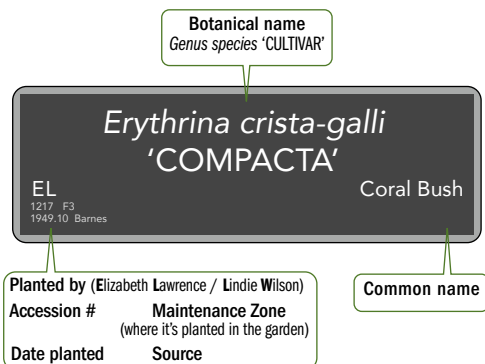 Botanical name
Genus species ‘CULTIVAR’
Erythrina crista-galli
‘COMPACTA’
EL
Coral Bush
1217 F3
1949.10 Barnes
Planted by (Elizabeth Lawrence / Lindie Wilson)
Accession # Maintenance Zone
(where it's planted in the garden)
Date planted Source
Common name